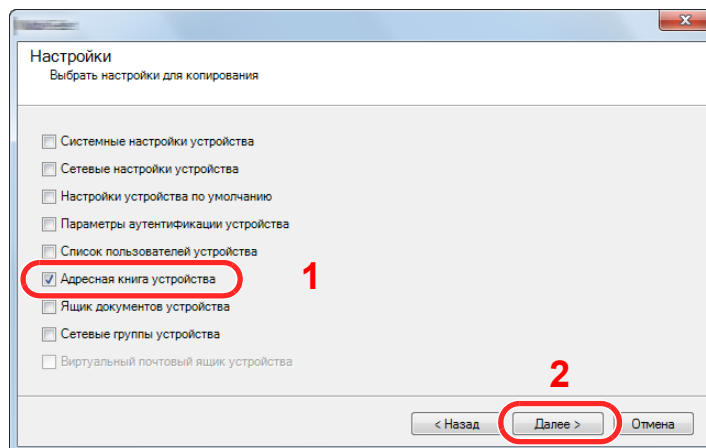 Настройки
Выбрать настройки для копирования
Системные настройки устройства
Сетевые настройки устройства
Настройки устройства по умолчанию
Параметры аутентификации устройства
Список пользователей устройства
Адресная книга устройства
1
Ящик документов устройства
Сетевые группы устройства
Виртуальный почтовый ящик устройства
2
< Назад Далее > Отмена